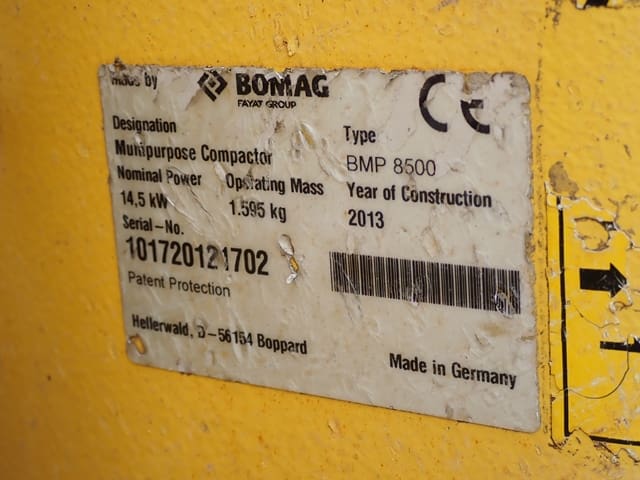 made by BOMAG
FAYAT GROUP
CE
Designation
Type
Multipurpose Compactor
BMP 8500
Nominal Power Operating Mass Year of Construction
14,5 kW 1.595 kg 2013
Serial-No.
101720121702
Patent Protection
Hellerwald, D-56154 Boppard
Made in Germany